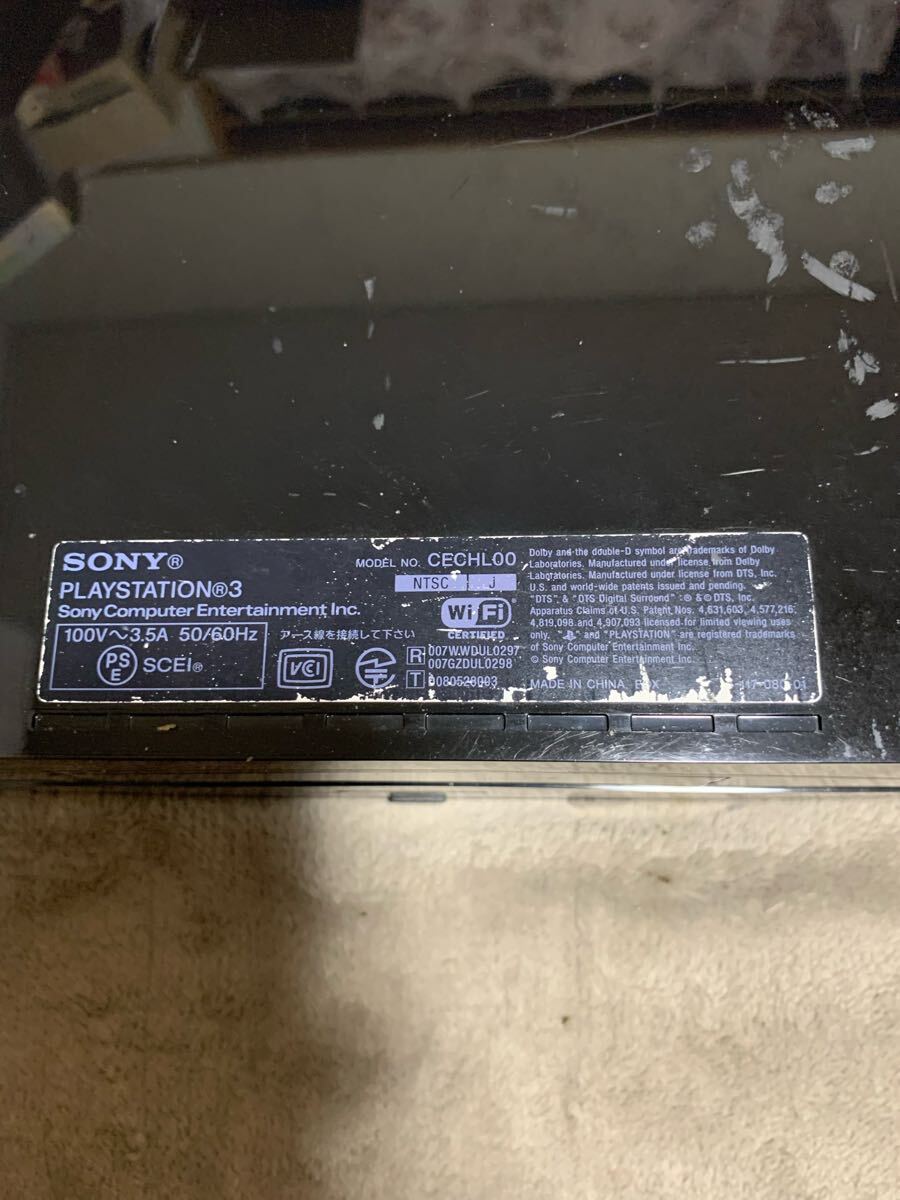 SONY®
PLAYSTATION®3
Sony Computer Entertainment Inc.
100V～3.5A 50/60Hz
PS
E
SCEI®
アース線を接続して下さい
VCCI
MODEL NO. CECHL00
NTSC J
Wi Fi
CERTIFIED
R 007WWDUL0297
007GZDUL0298
T D080528003
Dolby and the double-D symbol are trademarks of Dolby
Laboratories. Manufactured under license from Dolby
Laboratories. Manufactured under license from DTS, Inc.
U.S. and world-wide patents issued and pending.
"DTS", & "DTS Digital Surround" ® & © DTS Inc.
Apparatus Claims of U.S. Patent Nos. 4,631,603, 4,577,216,
4,819,098 and 4,907,093 licensed for limited viewing uses
only. " " and "PLAYSTATION" are registered trademarks
of Sony Computer Entertainment Inc.
© Sony Computer Entertainment Inc.
MADE IN CHINA